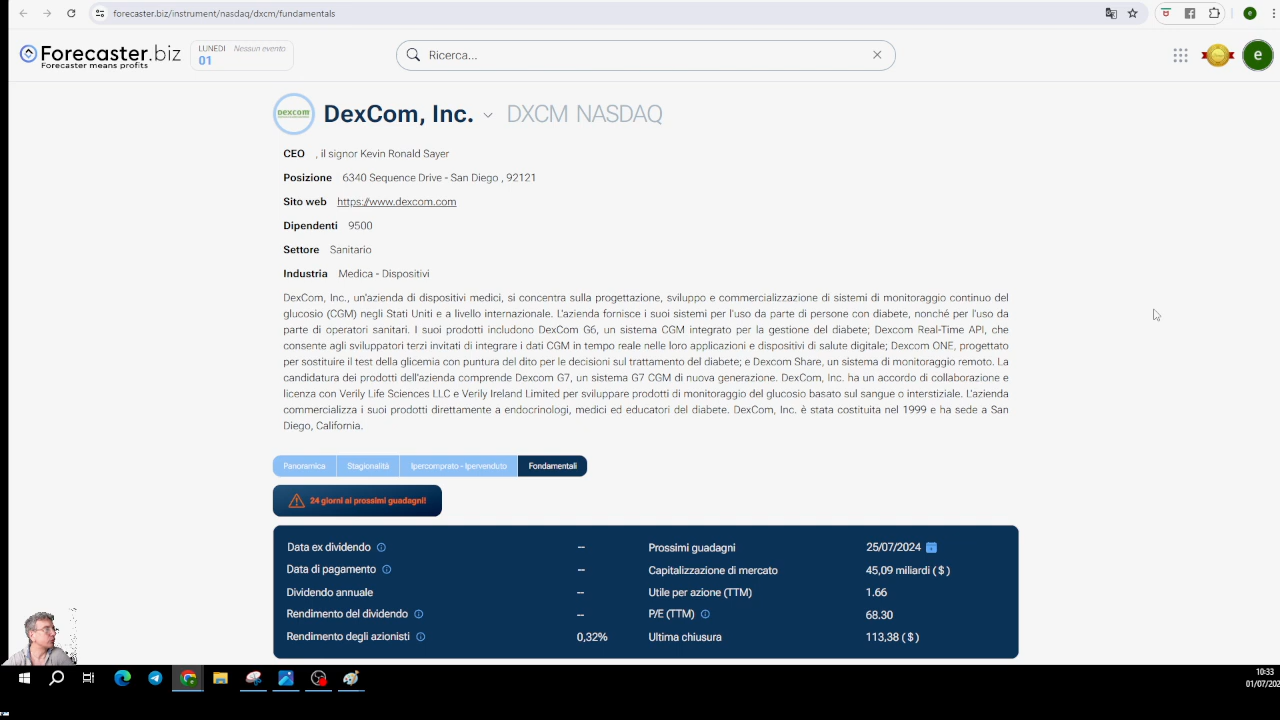 forecaster.biz/instrument/nasdaq/dxcm/fundamentals
Forecaster.biz
Forecaster means profits
LUNEDÌ Nessun evento
01
Ricerca...
e
DEXCOM
DexCom, Inc. DXCM NASDAQ
CEO , il signor Kevin Ronald Sayer
Posizione 6340 Sequence Drive - San Diego , 92121
Sito web https://www.dexcom.com
Dipendenti 9500
Settore Sanitario
Industria Medica - Dispositivi
DexCom, Inc., un'azienda di dispositivi medici, si concentra sulla progettazione, sviluppo e commercializzazione di sistemi di monitoraggio continuo del
glucosio (CGM) negli Stati Uniti e a livello internazionale. L'azienda fornisce i suoi sistemi per l'uso da parte di persone con diabete, nonché per l'uso da
parte di operatori sanitari. I suoi prodotti includono DexCom G6, un sistema CGM integrato per la gestione del diabete; Dexcom Real-Time API, che
consente agli sviluppatori terzi invitati di integrare i dati CGM in tempo reale nelle loro applicazioni e dispositivi di salute digitale; Dexcom ONE, progettato
per sostituire il test della glicemia con puntura del dito per le decisioni sul trattamento del diabete; e Dexcom Share, un sistema di monitoraggio remoto. La
candidatura dei prodotti dell'azienda comprende Dexcom G7, un sistema G7 CGM di nuova generazione. DexCom, Inc. ha un accordo di collaborazione e
licenza con Verily Life Sciences LLC e Verily Ireland Limited per sviluppare prodotti di monitoraggio del glucosio basato sul sangue o interstiziale. L'azienda
commercializza i suoi prodotti direttamente a endocrinologi, medici ed educatori del diabete. DexCom, Inc. è stata costituita nel 1999 e ha sede a San
Diego, California.
Panoramica Stagionalità Ipercomprato - Ipervenduto Fondamentali
24 giorni ai prossimi guadagni!
Data ex dividendo -- Prossimi guadagni 25/07/2024
Data di pagamento -- Capitalizzazione di mercato 45,09 miliardi ( $ )
Dividendo annuale -- Utile per azione (TTM) 1.66
Rendimento del dividendo -- P/E (TTM) 68.30
Rendimento degli azionisti 0,32% Ultima chiusura 113,38 ( $ )
10:33
01/07/202